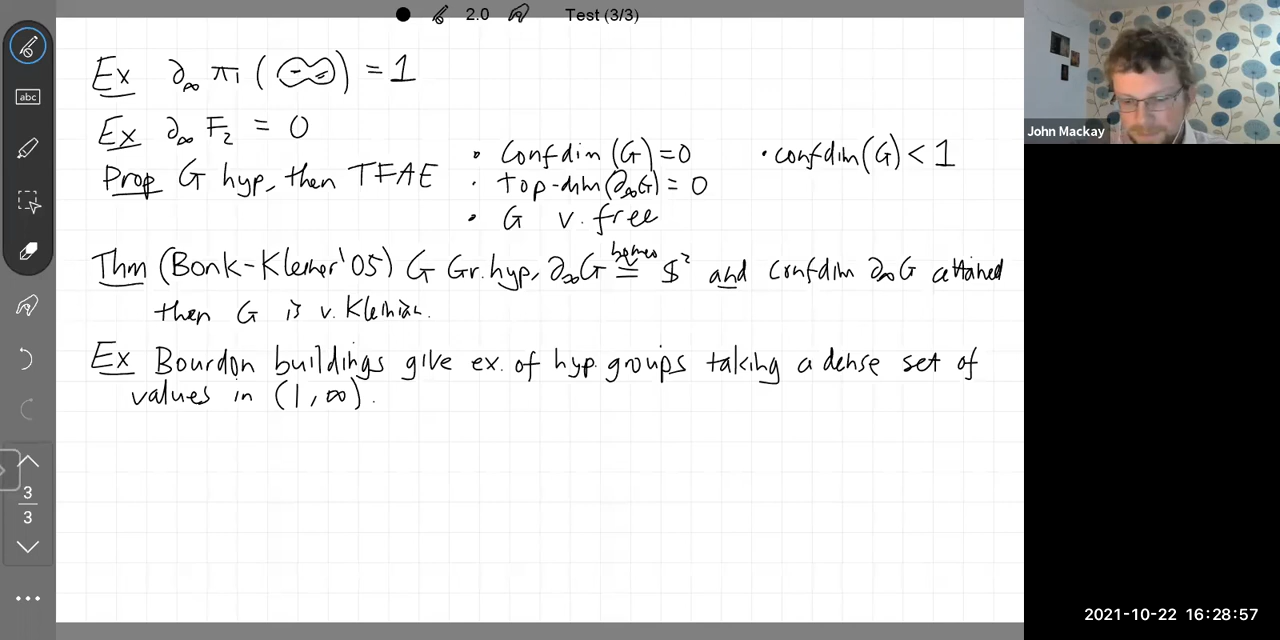 2.0 Test (3/3)
abc
John Mackay
Ex ∂∞ π1 ( ) = 1
Ex ∂∞ F2 = 0
Prop G hyp, then TFAE
· Confdim (G) = 0 · confdim (G) < 1
· top-dim (∂∞G) = 0
· G v. free
Thm (Bonk-Kleiner '05) G Gr. hyp, ∂∞G ≅ homeo S² and Confdim ∂∞G attained
then G is v. Kleinian.
Ex Bourdon buildings give ex. of hyp. groups taking a dense set of
values in (1, ∞).
3
3
2021-10-22 16:28:57